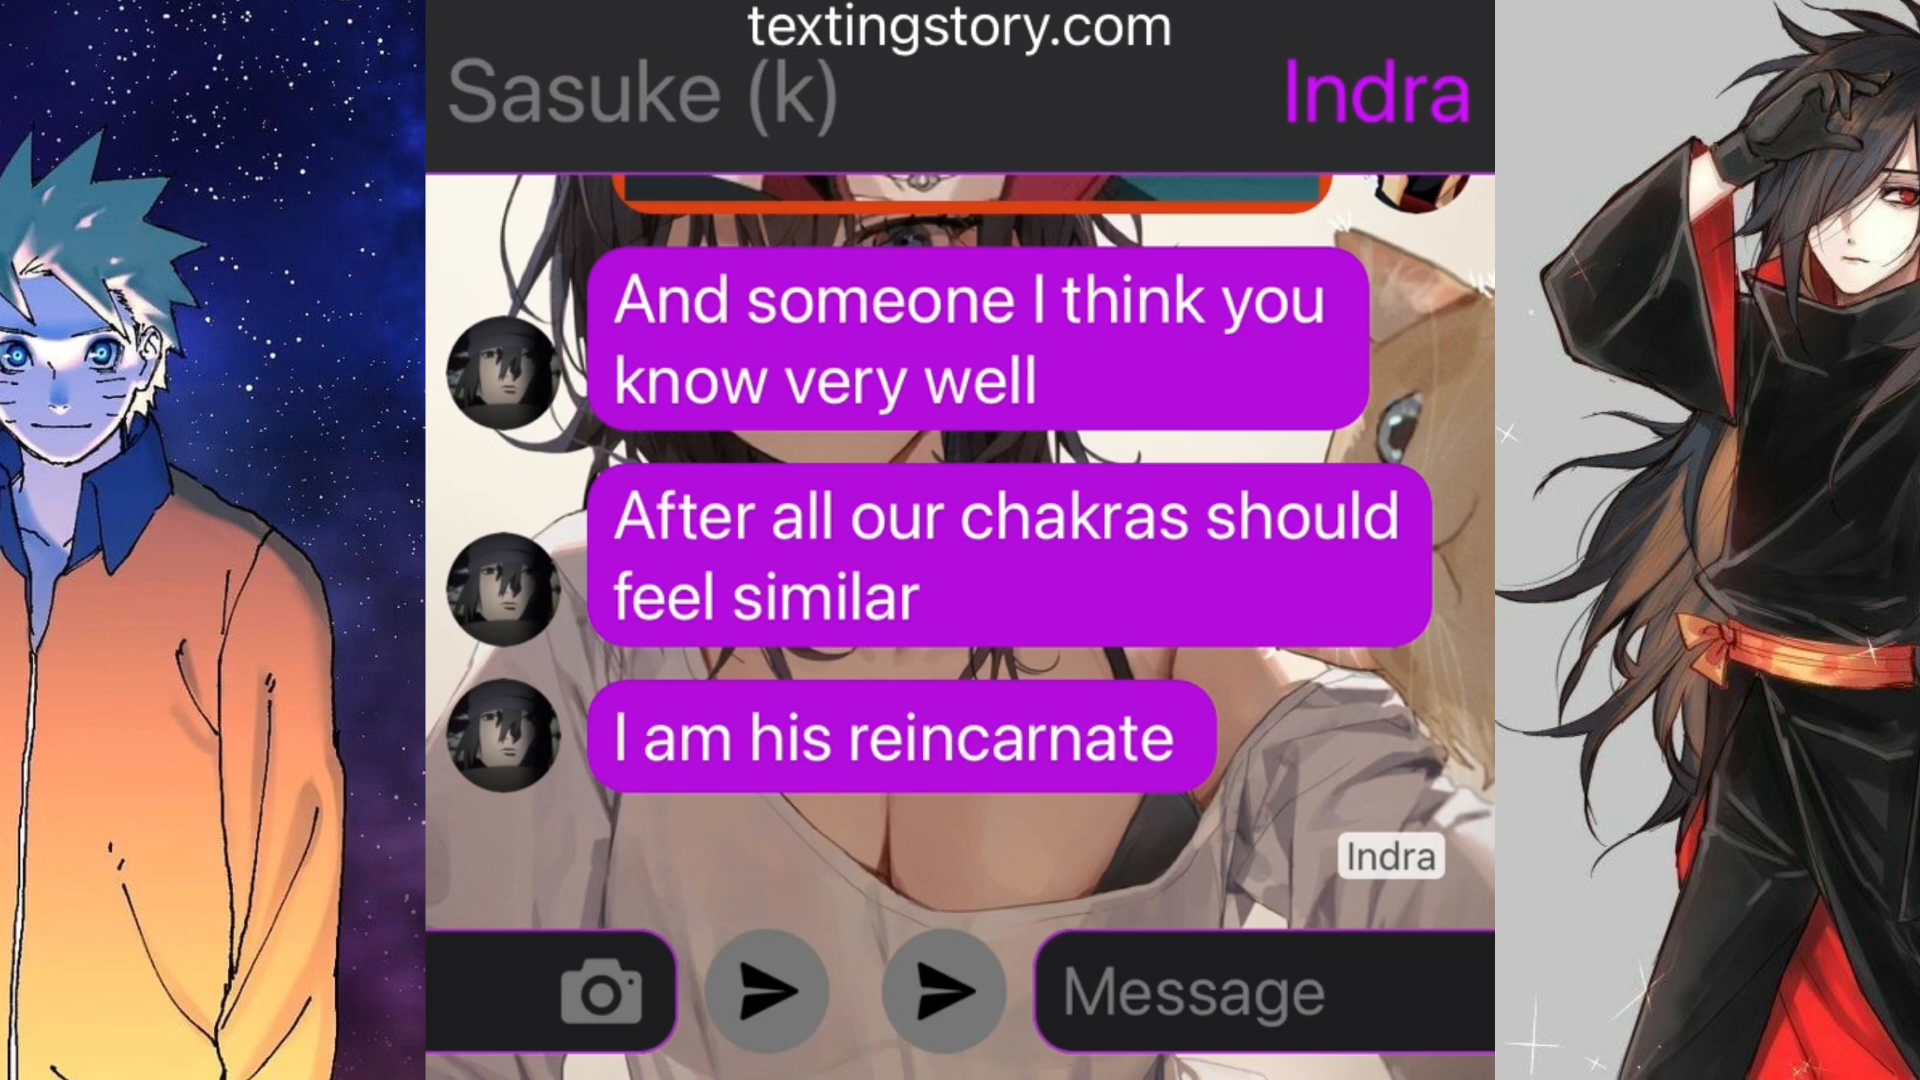 textingstory.com
Sasuke (k)
Indra
And someone I think you
know very well
After all our chakras should
feel similar
I am his reincarnate
Indra
Message